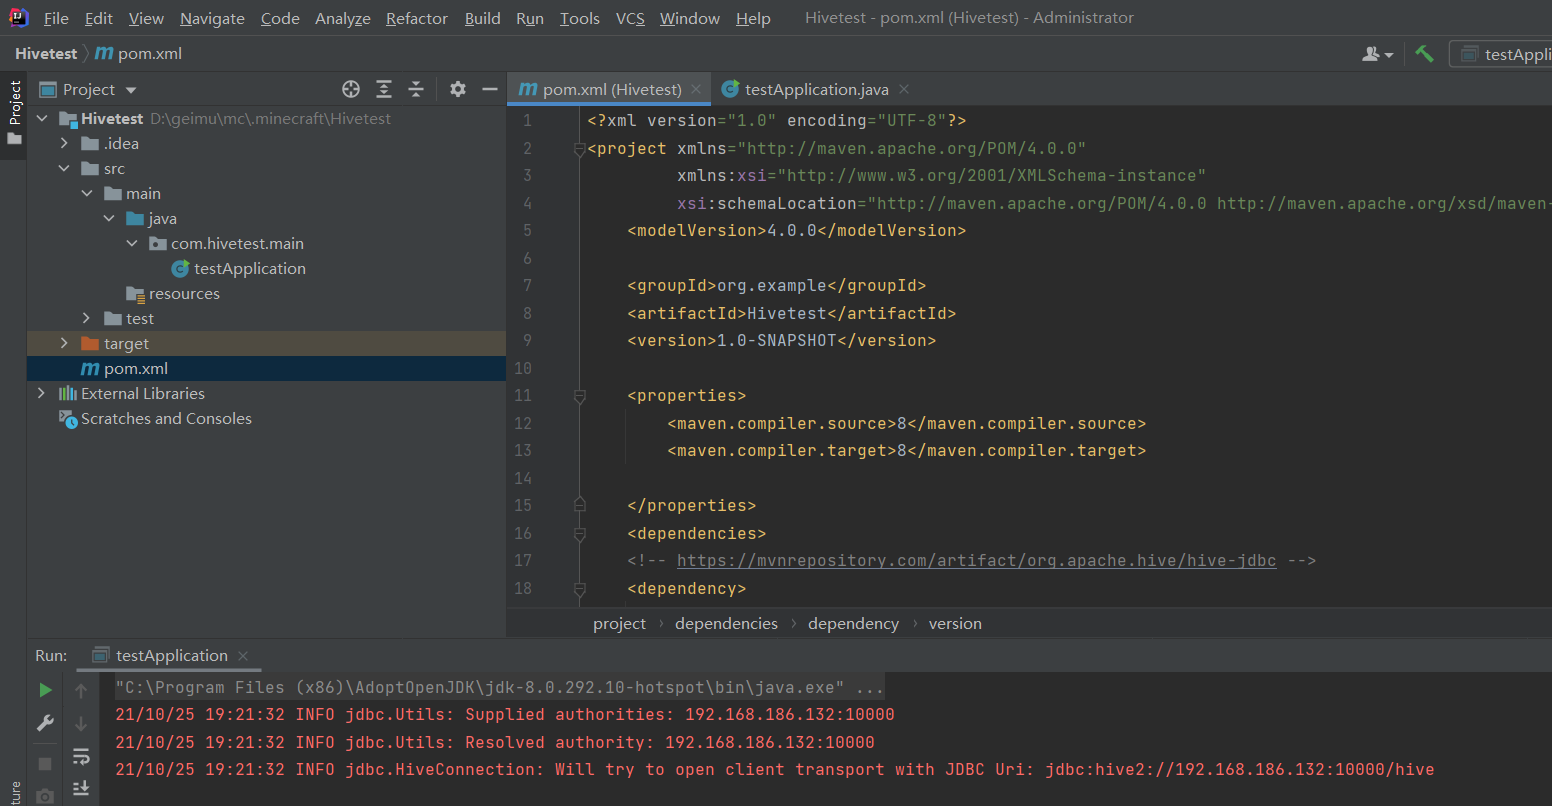 File Edit View Navigate Code Analyze Refactor Build Run Tools VCS Window Help Hivetest - pom.xml (Hivetest) - Administrator
Hivetest pom.xml
testAppli
Project
Project
pom.xml (Hivetest)
testApplication.java
Hivetest D:\geimu\mc\.minecraft\Hivetest
.idea
src
main
java
com.hivetest.main
testApplication
resources
test
target
pom.xml
External Libraries
Scratches and Consoles
1 <?xml version="1.0" encoding="UTF-8"?>
2 <project xmlns="http://maven.apache.org/POM/4.0.0"
3 xmlns:xsi="http://www.w3.org/2001/XMLSchema-instance"
4 xsi:schemaLocation="http://maven.apache.org/POM/4.0.0 http://maven.apache.org/xsd/maven-
5 <modelVersion>4.0.0</modelVersion>
6
7 <groupId>org.example</groupId>
8 <artifactId>Hivetest</artifactId>
9 <version>1.0-SNAPSHOT</version>
10
11 <properties>
12 <maven.compiler.source>8</maven.compiler.source>
13 <maven.compiler.target>8</maven.compiler.target>
14
15 </properties>
16 <dependencies>
17 <!-- https://mvnrepository.com/artifact/org.apache.hive/hive-jdbc -->
18 <dependency>
project › dependencies › dependency › version
Run: testApplication
"C:\Program Files (x86)\AdoptOpenJDK\jdk-8.0.292.10-hotspot\bin\java.exe" ...
21/10/25 19:21:32 INFO jdbc.Utils: Supplied authorities: 192.168.186.132:10000
21/10/25 19:21:32 INFO jdbc.Utils: Resolved authority: 192.168.186.132:10000
21/10/25 19:21:32 INFO jdbc.HiveConnection: Will try to open client transport with JDBC Uri: jdbc:hive2://192.168.186.132:10000/hive
ture